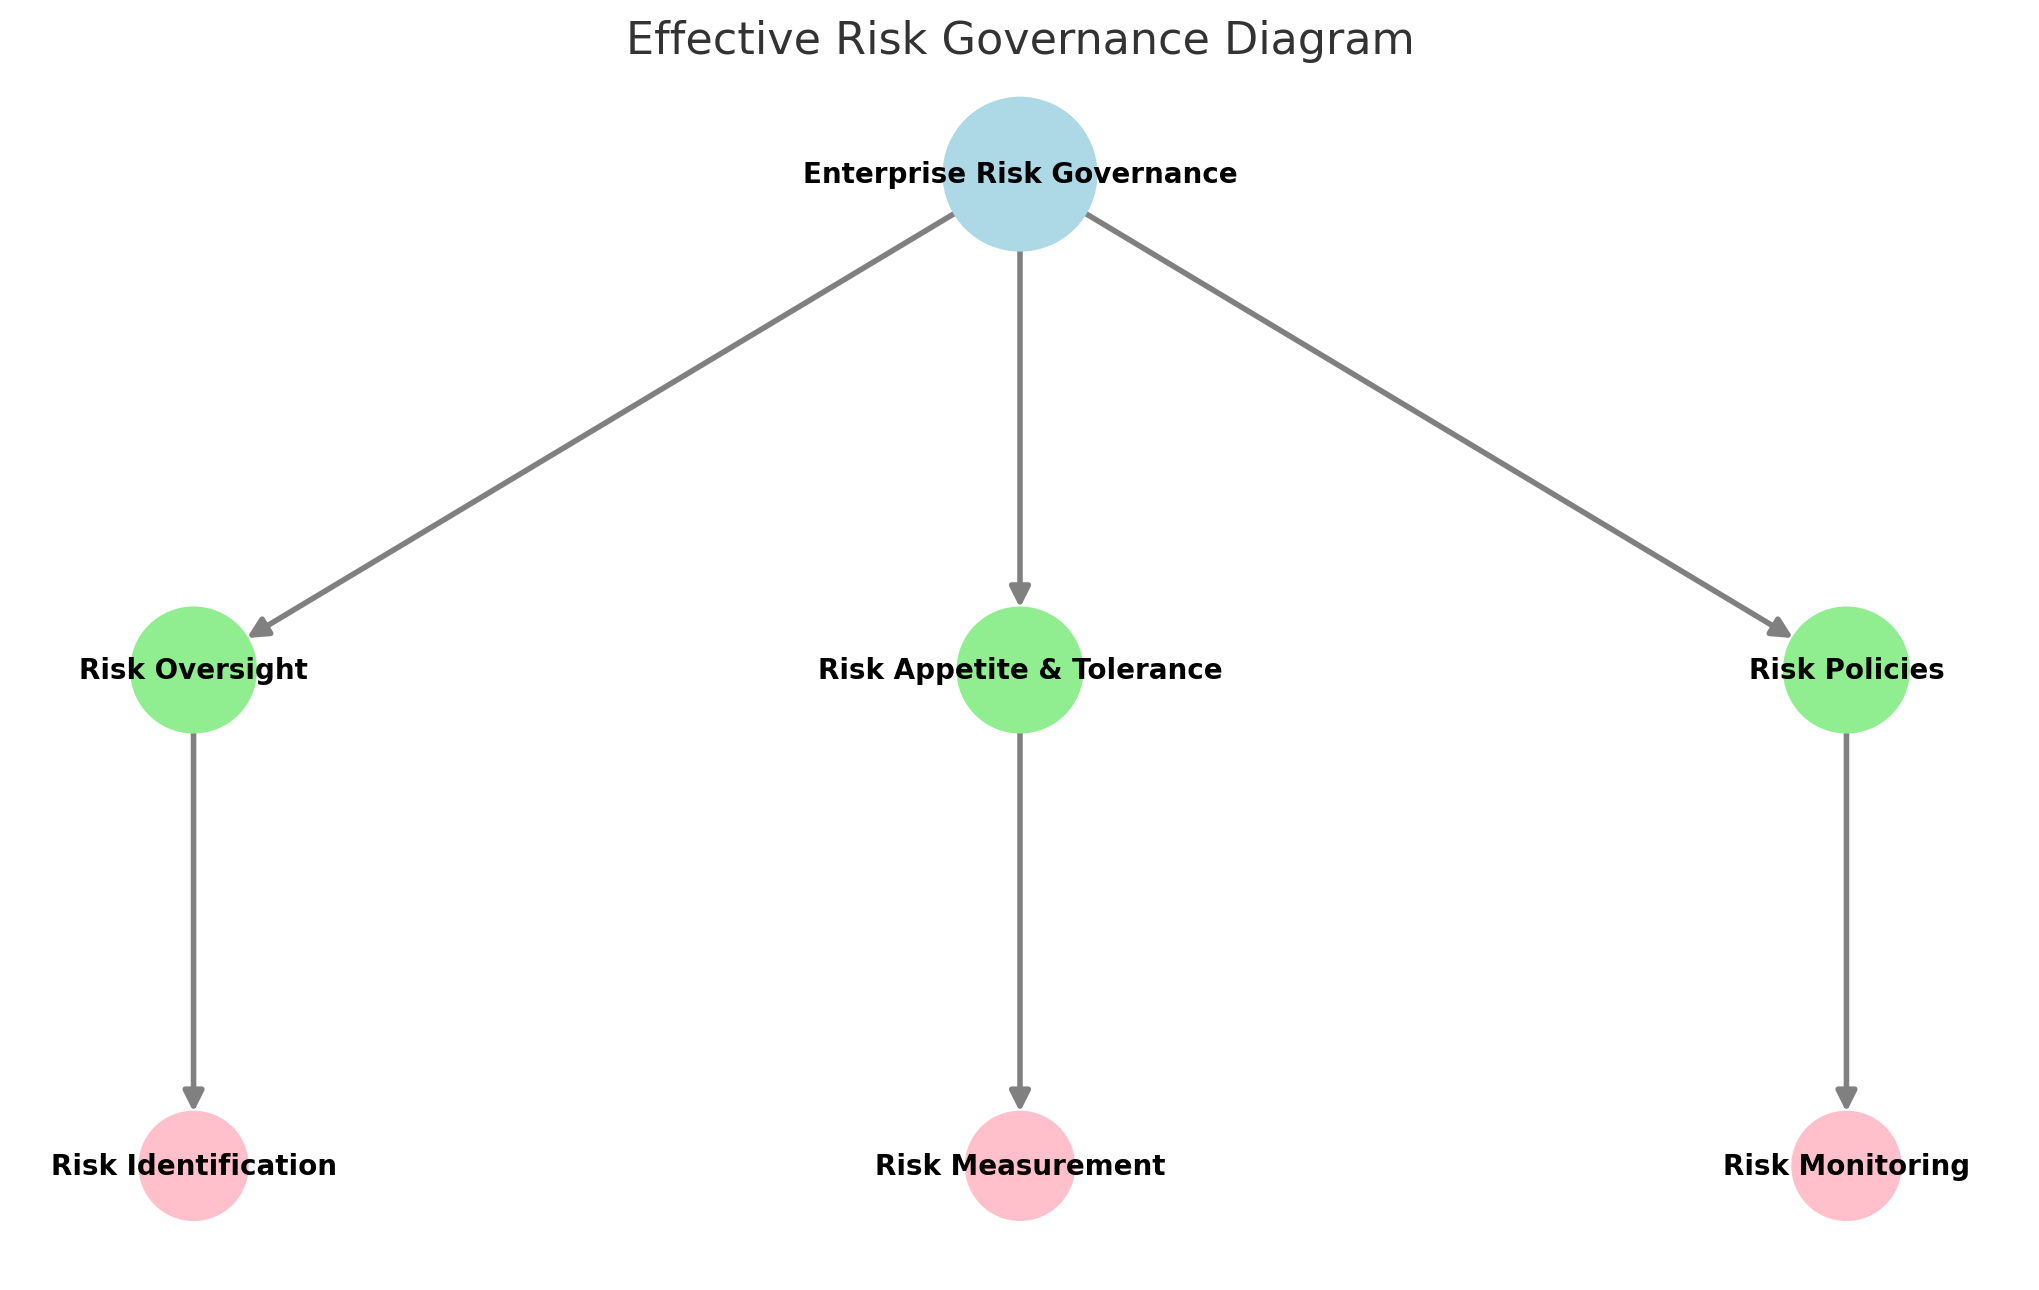 Effective Risk Governance Diagram
Enterprise Risk Governance
Risk Oversight
Risk Appetite & Tolerance
Risk Policies
Risk Identification
Risk Measurement
Risk Monitoring